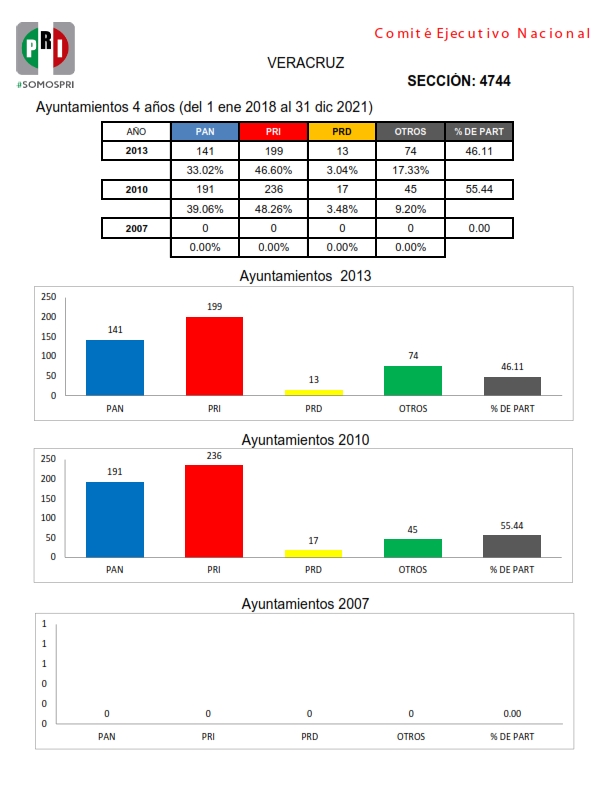 Comité Ejecutivo Nacional
PRI
#SOMOSPRI
VERACRUZ
SECCIÓN: 4744
Ayuntamientos 4 años (del 1 ene 2018 al 31 dic 2021)
AÑO PAN PRI PRD OTROS % DE PART
2013 141 199 13 74 46.11
33.02% 46.60% 3.04% 17.33%
2010 191 236 17 45 55.44
39.06% 48.26% 3.48% 9.20%
2007 0 0 0 0 0.00
0.00% 0.00% 0.00% 0.00%
Ayuntamientos 2013
250
200
150
100
50
0
141 199 13 74 46.11
PAN PRI PRD OTROS % DE PART
Ayuntamientos 2010
250
200
150
100
50
0
191 236 17 45 55.44
PAN PRI PRD OTROS % DE PART
Ayuntamientos 2007
1
1
1
0
0
0
0 0 0 0 0.00
PAN PRI PRD OTROS % DE PART